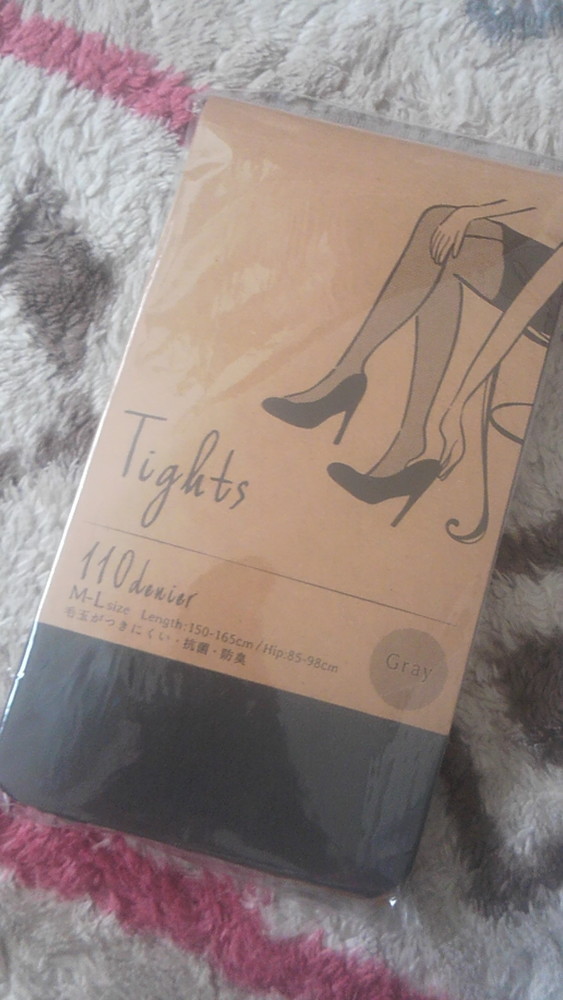 Tights
110denier
M-Lsize Length:150-165cm/Hip:85-98cm
毛玉がつきにくい・抗菌・防臭
Gray